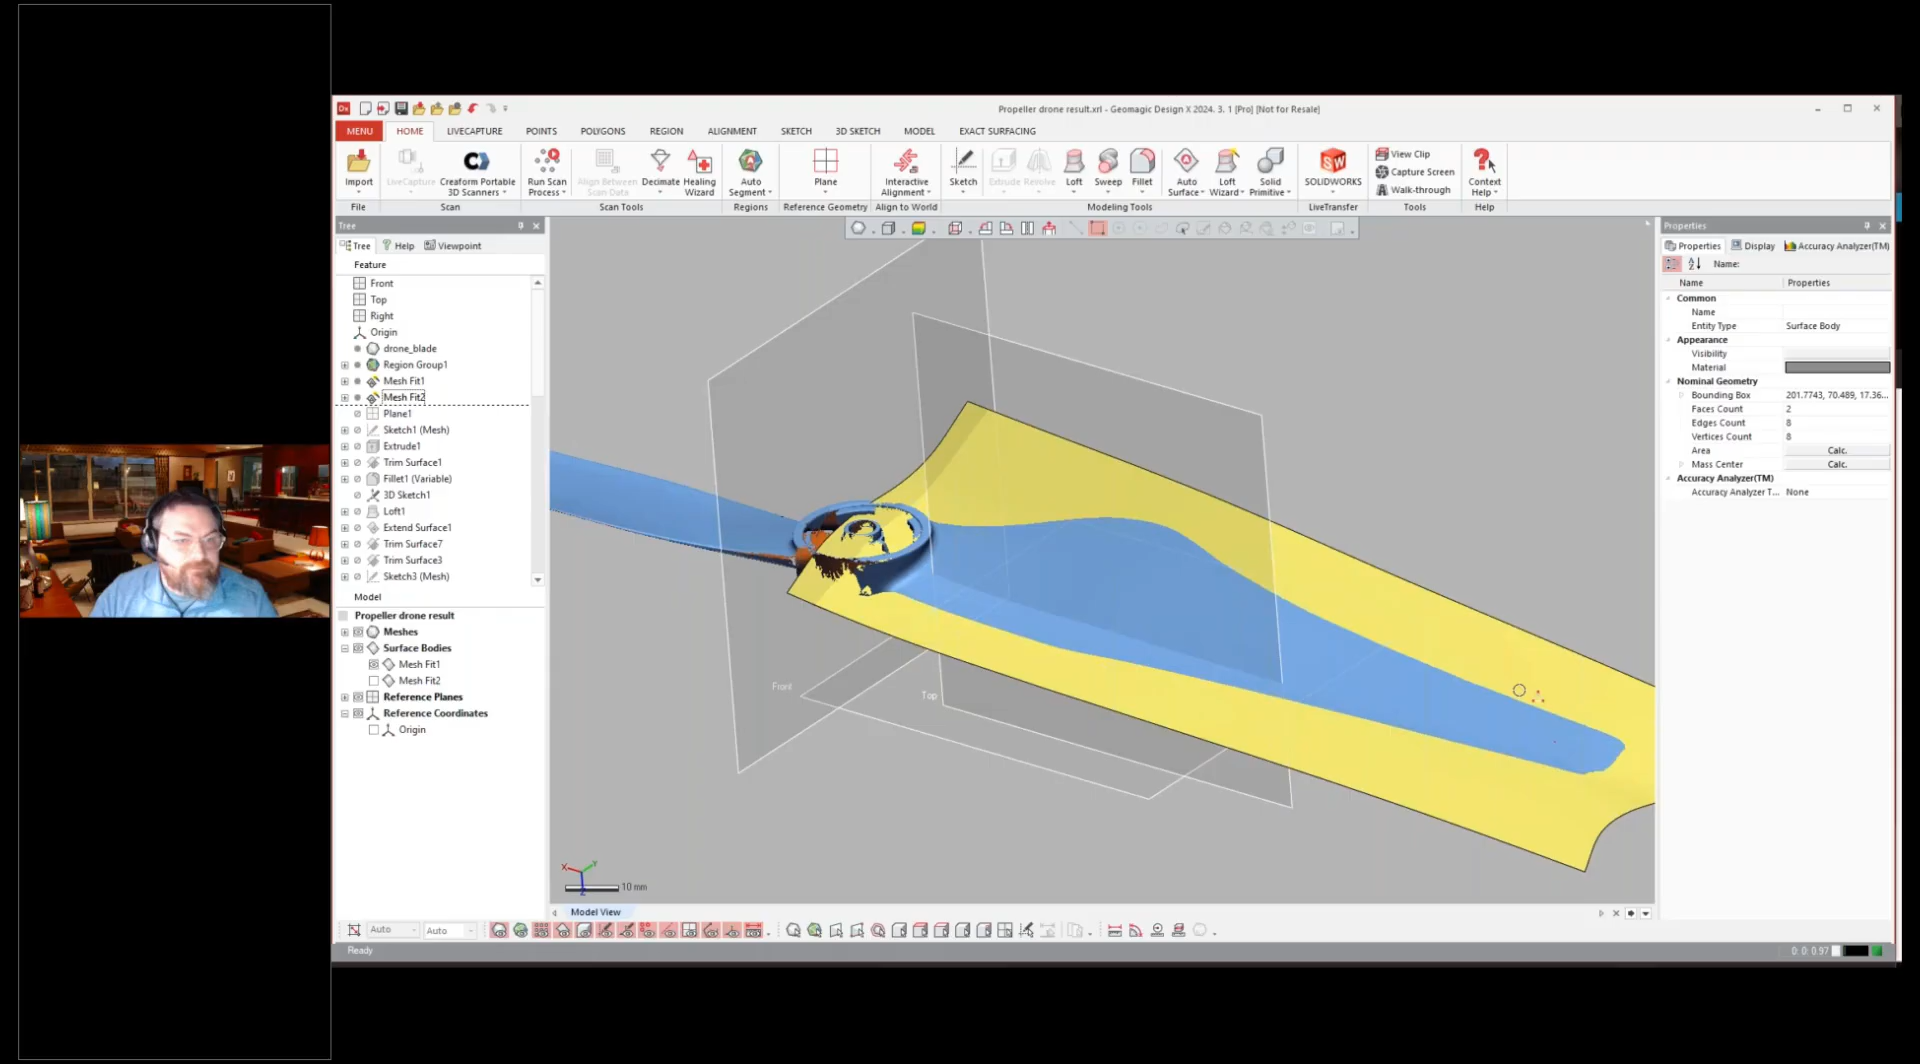 Propeller drone result.xrl - Geomagic Design X 2024. 3. 1 [Pro] [Not for Resale]
MENU HOME LIVECAPTURE POINTS POLYGONS REGION ALIGNMENT SKETCH 3D SKETCH MODEL EXACT SURFACING
Import
LiveCapture
Creaform Portable
3D Scanners
Run Scan
Process
Align Between
Scan Data
Decimate
Healing
Wizard
Auto
Segment
Plane
Interactive
Alignment
Sketch
Extrude
Revolve
Loft
Sweep
Fillet
Auto
Surface
Loft
Wizard
Solid
Primitive
SOLIDWORKS
View Clip
Capture Screen
Walk-through
Context
Help
File Scan Scan Tools Regions Reference Geometry Align to World Modeling Tools LiveTransfer Tools Help
Tree
Tree Help Viewpoint
Feature
Front
Top
Right
Origin
drone_blade
Region Group1
Mesh Fit1
Mesh Fit2
Plane1
Sketch1 (Mesh)
Extrude1
Trim Surface1
Fillet1 (Variable)
3D Sketch1
Loft1
Extend Surface1
Trim Surface7
Trim Surface3
Sketch3 (Mesh)
Model
Propeller drone result
Meshes
Surface Bodies
Mesh Fit1
Mesh Fit2
Reference Planes
Reference Coordinates
Origin
Front
Top
X
Y
Z
10 mm
Model View
Properties
Properties Display Accuracy Analyzer(TM)
Name:
Name Properties
Common
Name
Entity Type Surface Body
Appearance
Visibility
Material
Nominal Geometry
Bounding Box 201.7743, 70.489, 17.36...
Faces Count 2
Edges Count 8
Vertices Count 8
Area Calc.
Mass Center Calc.
Accuracy Analyzer(TM)
Accuracy Analyzer T... None
Auto Auto
Ready
0: 0: 0.97